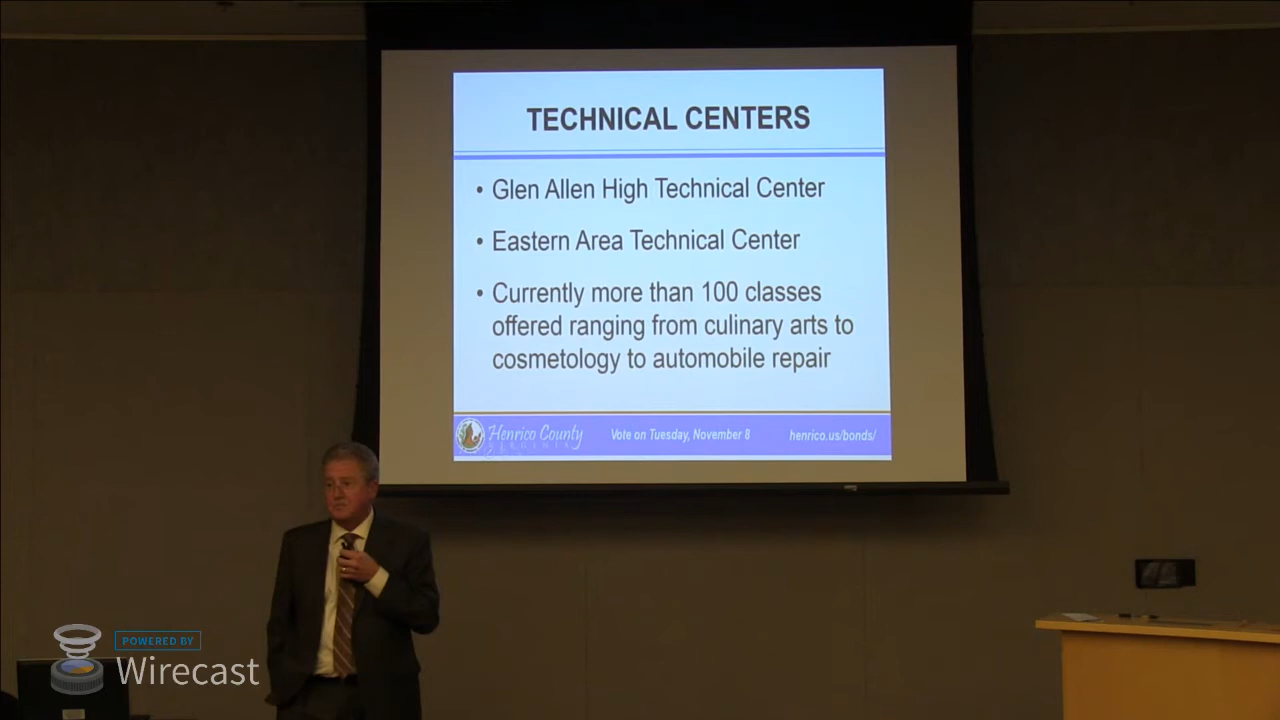 TECHNICAL CENTERS
• Glen Allen High Technical Center
• Eastern Area Technical Center
• Currently more than 100 classes
offered ranging from culinary arts to
cosmetology to automobile repair
Henrico County
VIRGINIA
Vote on Tuesday, November 8
henrico.us/bonds/
POWERED BY
Wirecast